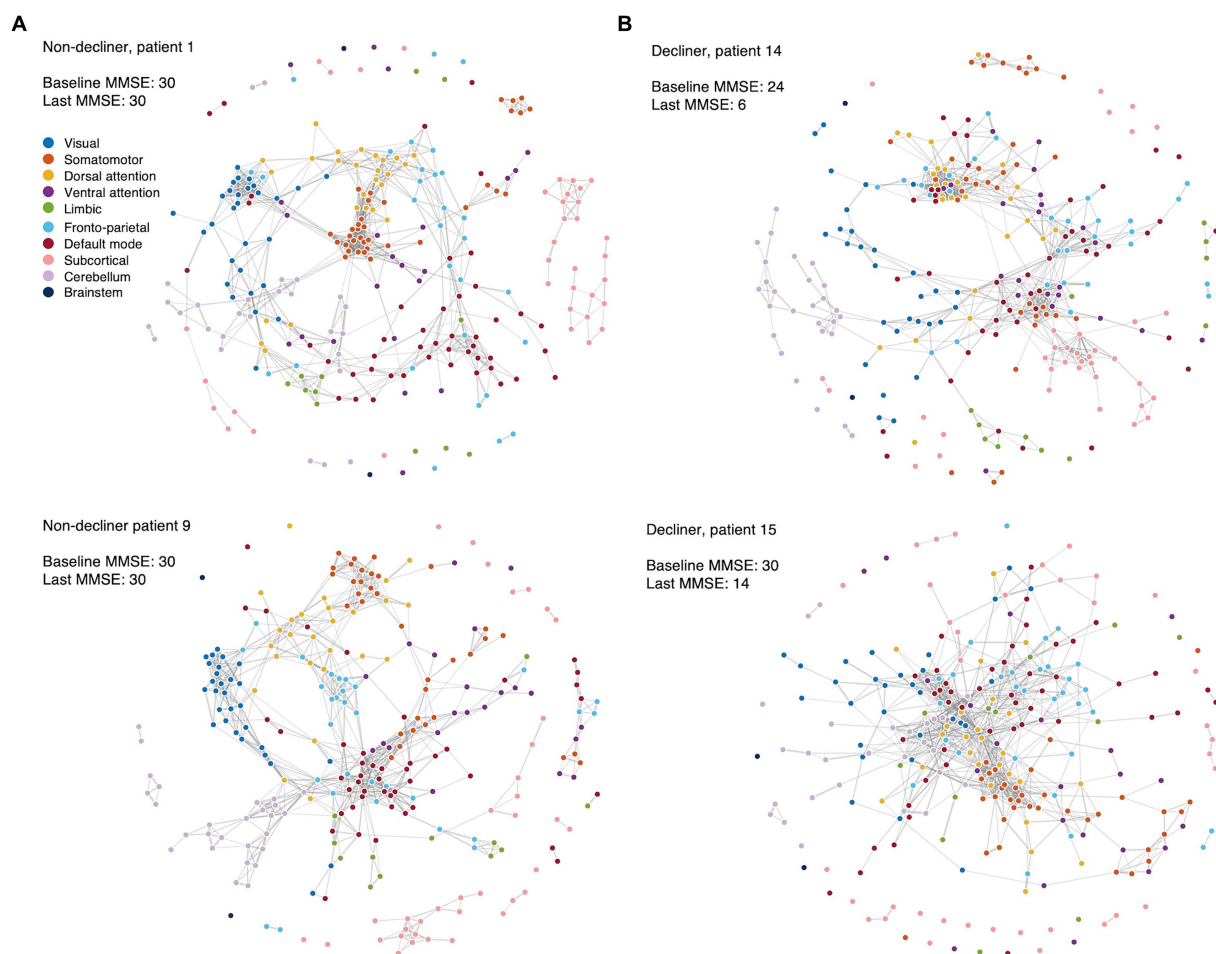 A
Non-decliner, patient 1
Baseline MMSE: 30
Last MMSE: 30
Visual
Somatomotor
Dorsal attention
Ventral attention
Limbic
Fronto-parietal
Default mode
Subcortical
Cerebellum
Brainstem
Non-decliner patient 9
Baseline MMSE: 30
Last MMSE: 30
B
Decliner, patient 14
Baseline MMSE: 24
Last MMSE: 6
Decliner, patient 15
Baseline MMSE: 30
Last MMSE: 14